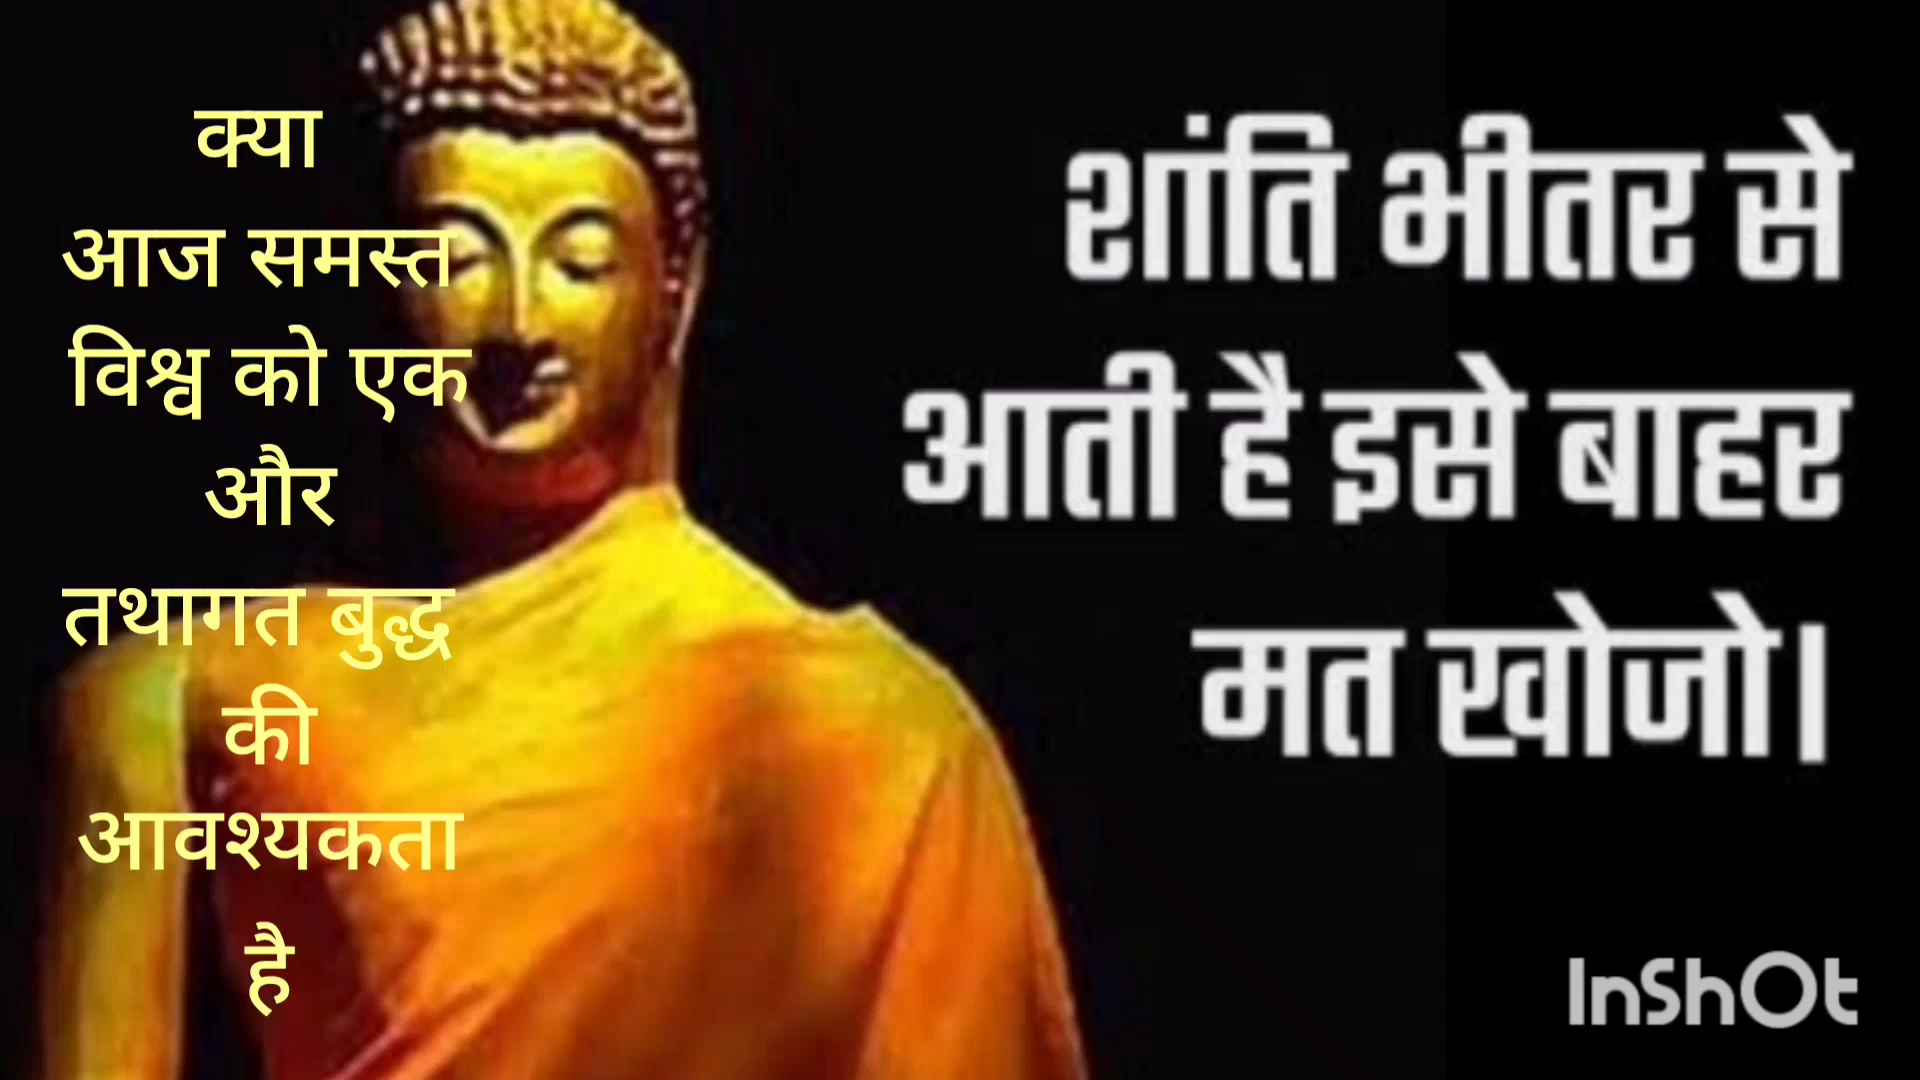 क्या
आज समस्त
विश्व को एक
और
तथागत बुद्ध
की
आवश्यकता
है
शांति भीतर से
आती है इसे बाहर
मत खोजो।
InShOt